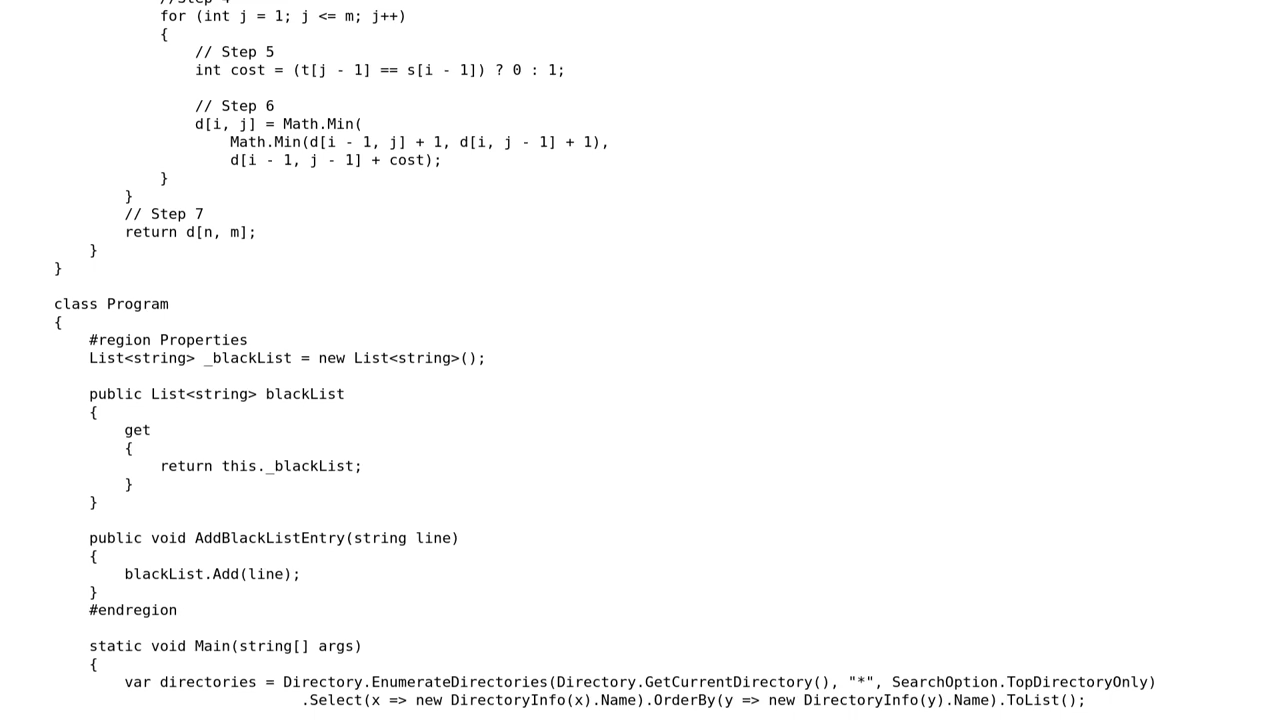 //Step 4
for (int j = 1; j <= m; j++)
{
// Step 5
int cost = (t[j - 1] == s[i - 1]) ? 0 : 1;
// Step 6
d[i, j] = Math.Min(
Math.Min(d[i - 1, j] + 1, d[i, j - 1] + 1),
d[i - 1, j - 1] + cost);
}
}
// Step 7
return d[n, m];
}
}
class Program
{
#region Properties
List<string> _blackList = new List<string>();
public List<string> blackList
{
get
{
return this._blackList;
}
}
public void AddBlackListEntry(string line)
{
blackList.Add(line);
}
#endregion
static void Main(string[] args)
{
var directories = Directory.EnumerateDirectories(Directory.GetCurrentDirectory(), "*", SearchOption.TopDirectoryOnly)
.Select(x => new DirectoryInfo(x).Name).OrderBy(y => new DirectoryInfo(y).Name).ToList();